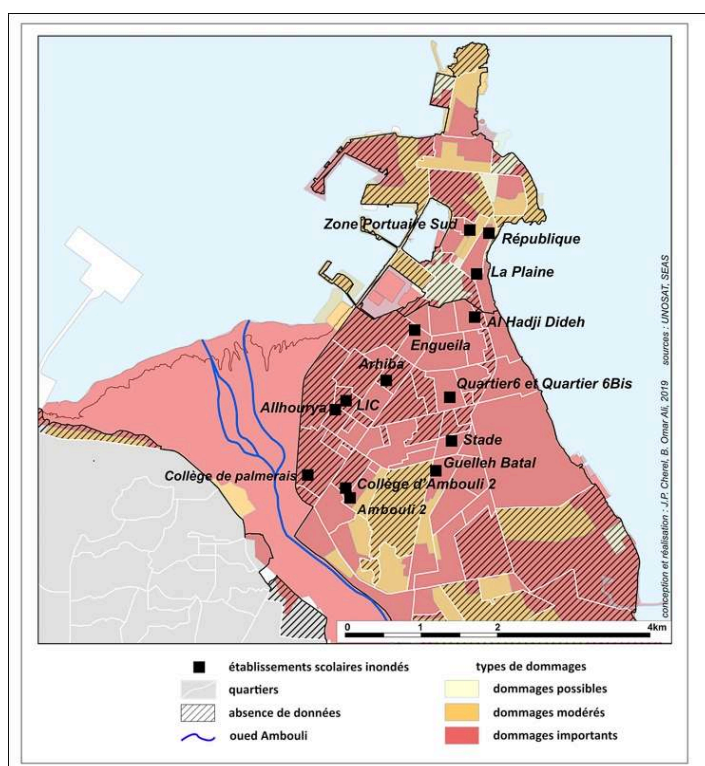 Zone Portuaire Sud
République
La Plaine
Al Hadji Dideh
Engueila
Arhiba
Quartier6 et Quartier 6Bis
Allhourya
LIC
Stade
Guelleh Batal
Collège de palmerais
Collège d'Ambouli 2
Ambouli 2
conception et réalisation : J.P. Cherel, B. Omar Ali, 2019 sources : UNOSAT, SEAS
0 1 2 4km
établissements scolaires inondés
quartiers
absence de données
oued Ambouli
types de dommages
dommages possibles
dommages modérés
dommages importants